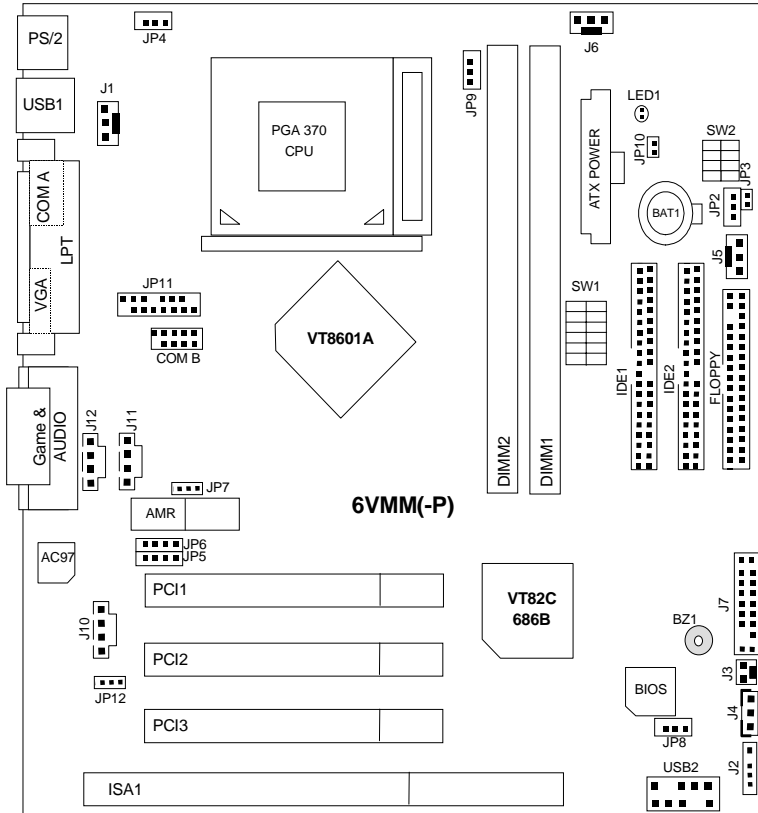 PS/2
JP4
J6
USB1
J1
PGA 370
CPU
JP9
LED1
ATX POWER
JP10
SW2
JP3
JP2
BAT1
COM A
LPT
VGA
J5
JP11
VT8601A
SW1
COM B
IDE1
IDE2
FLOPPY
Game &
AUDIO
J12
J11
DIMM2
DIMM1
JP7
6VMM(-P)
AMR
JP6
JP5
AC97
PCI1
VT82C
686B
J7
BZ1
J10
PCI2
J3
BIOS
JP12
J4
PCI3
JP8
USB2
J2
ISA1